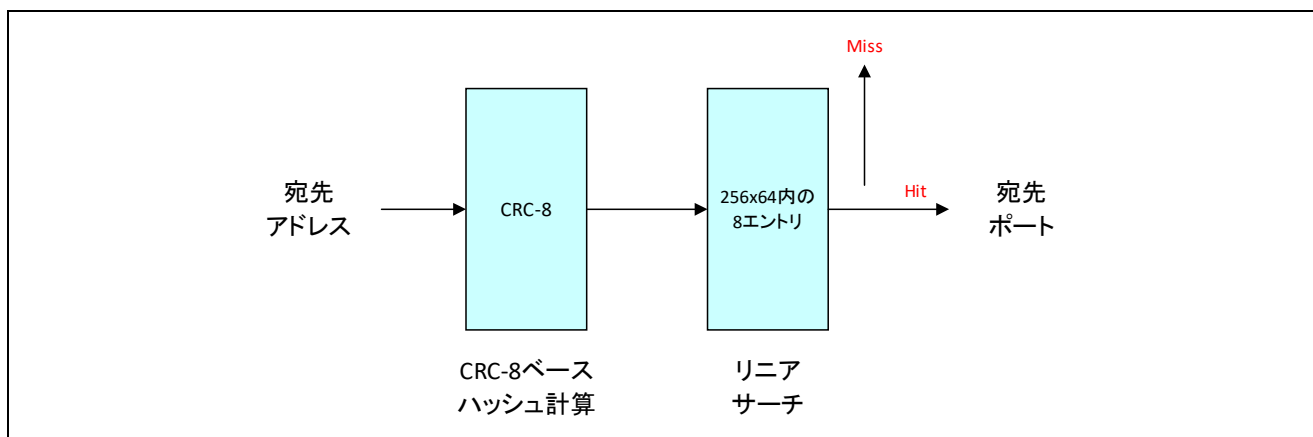 Miss
宛先
アドレス
CRC-8
256x64内の
8エントリ
Hit
宛先
ポート
CRC-8ベース
ハッシュ計算
リニア
サーチ